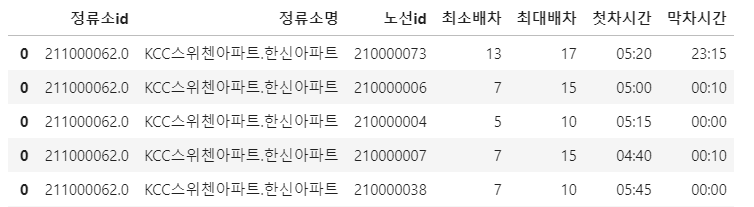 정류소id 정류소명 노선id 최소배차 최대배차 첫차시간 막차시간
0 211000062.0 KCC스위첸아파트.한신아파트 210000073 13 17 05:20 23:15
0 211000062.0 KCC스위첸아파트.한신아파트 210000006 7 15 05:00 00:10
0 211000062.0 KCC스위첸아파트.한신아파트 210000004 5 10 05:15 00:00
0 211000062.0 KCC스위첸아파트.한신아파트 210000007 7 15 04:40 00:10
0 211000062.0 KCC스위첸아파트.한신아파트 210000038 7 10 05:45 00:00